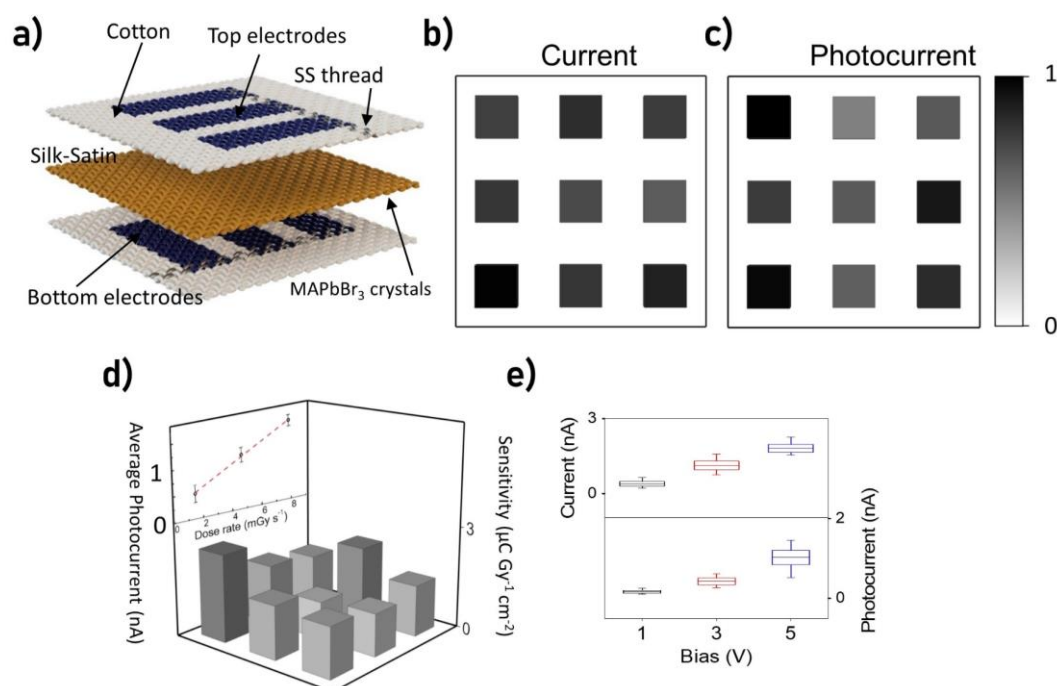 a)
Cotton
Top electrodes
SS thread
Silk-Satin
Bottom electrodes
MAPbBr₃ crystals
b)
Current
c)
Photocurrent
1
0
d)
Average Photocurrent (nA)
1
0
2 4 6 8
Dose rate (mGy s⁻¹)
Sensitivity (µC Gy⁻¹ cm⁻²)
3
0
e)
Current (nA)
3
0
Photocurrent (nA)
2
0
1 3 5
Bias (V)